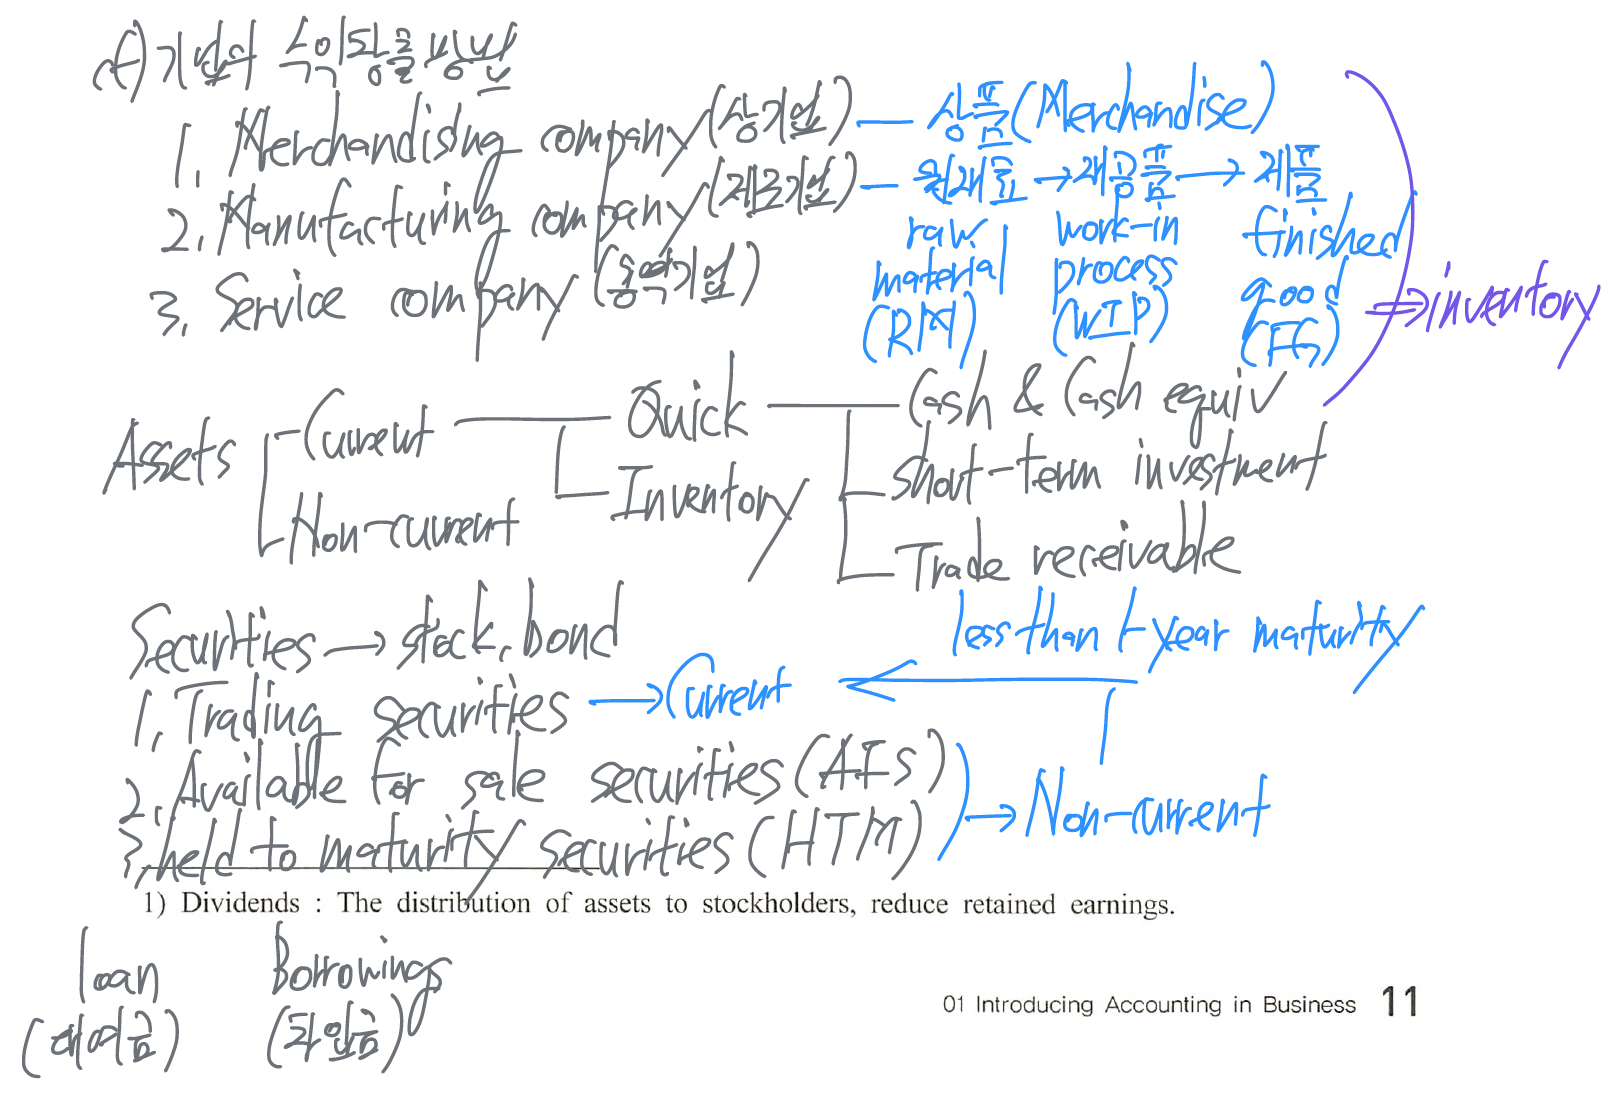 cf) 기업의 수익창출방법
1. Merchandising company (상기업) — 상품 (Merchandise)
2. Manufacturing company (제조기업) — 원재료 → 재공품 → 제품
raw material (RM) work-in process (WIP) finished good (FG)
⇒ inventory
3. Service company (용역기업)
Assets Current Quick Cash & Cash equiv
Inventory short-term investment
Non-current
Trade receivable
Securities → stock, bond less than 1-year maturity
1. Trading securities → Current
2. Available for sale securities (AFS)
3. held to maturity securities (HTM) → Non-current
1) Dividends : The distribution of assets to stockholders, reduce retained earnings.
loan Borrowings
(대여금) (차입금)
01 Introducing Accounting in Business 11